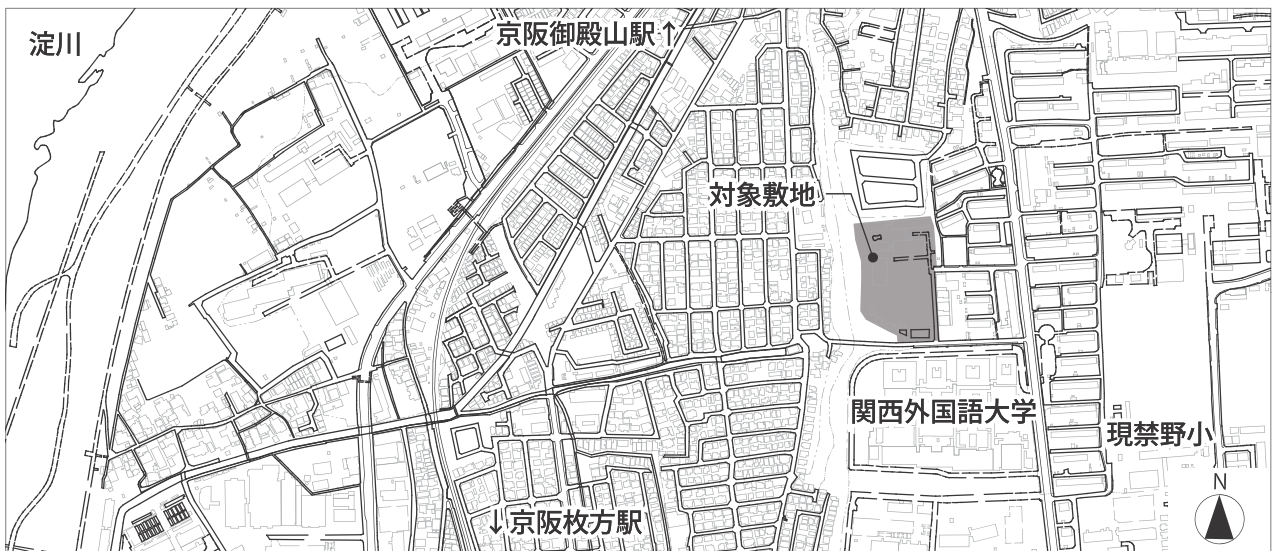 淀川
京阪御殿山駅↑
対象敷地
関西外国語大学
現禁野小
↓京阪枚方駅
N